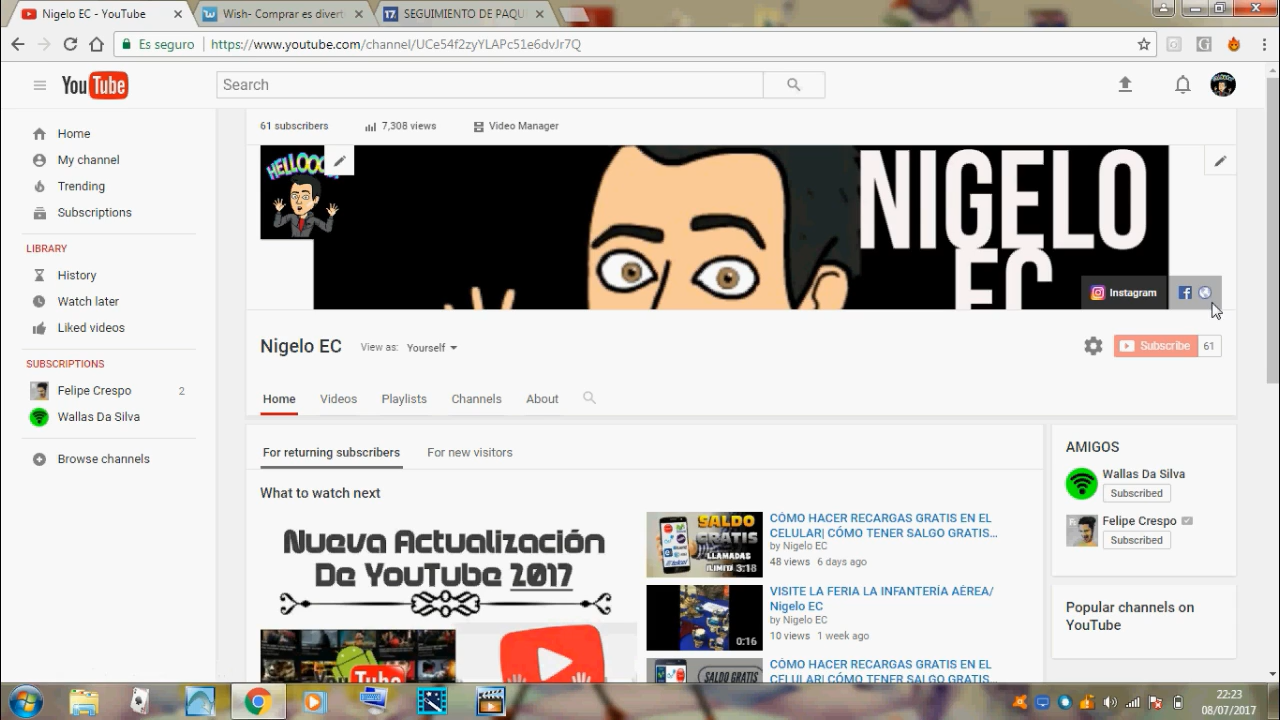 Nigelo EC - YouTube
Wish- Comprar es divert
17
SEGUIMIENTO DE PAQU
Es seguro
https://www.youtube.com/channel/UCe54f2zyYLAPc51e6dvJr7Q
YouTube
Search
Home
My channel
Trending
Subscriptions
LIBRARY
History
Watch later
Liked videos
SUBSCRIPTIONS
Felipe Crespo 2
Wallas Da Silva
Browse channels
61 subscribers
7,308 views
Video Manager
HELLOOO
NIGELO
EC
Instagram
Nigelo EC
View as: Yourself
Subscribe 61
Home
Videos
Playlists
Channels
About
For returning subscribers
For new visitors
What to watch next
Nueva Actualización
De YouTube 2017
Tube
SALDO
GRATIS
LLAMADAS
3:18
CÓMO HACER RECARGAS GRATIS EN EL
CELULAR| CÓMO TENER SALGO GRATIS...
by Nigelo EC
48 views 6 days ago
0:16
VISITE LA FERIA LA INFANTERÍA AÉREA/
Nigelo EC
by Nigelo EC
10 views 1 week ago
SALDO GRATIS
CÓMO HACER RECARGAS GRATIS EN EL
CELULAR| CÓMO TENER SALGO GRATIS...
AMIGOS
Wallas Da Silva
Subscribed
Felipe Crespo
Subscribed
Popular channels on
YouTube
22:23
08/07/2017